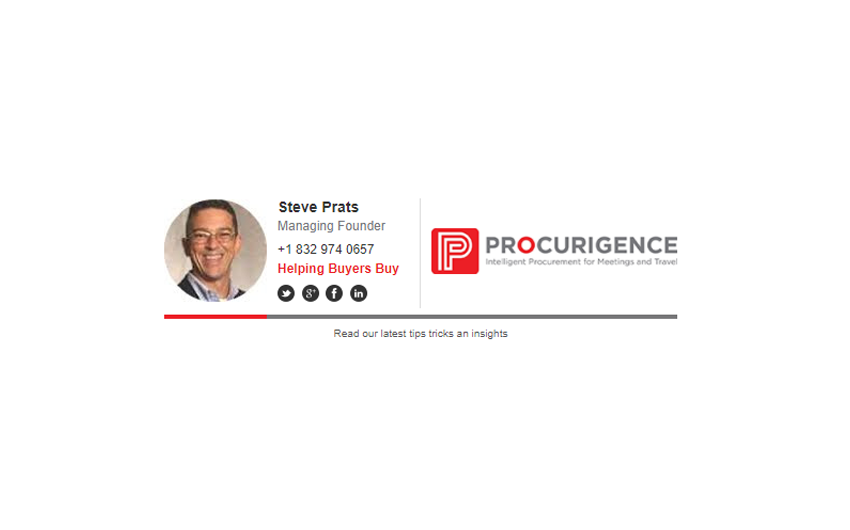 Steve Prats
Managing Founder
+1 832 974 0657
Helping Buyers Buy
PROCURIGENCE
Intelligent Procurement for Meetings and Travel
Read our latest tips tricks an insights